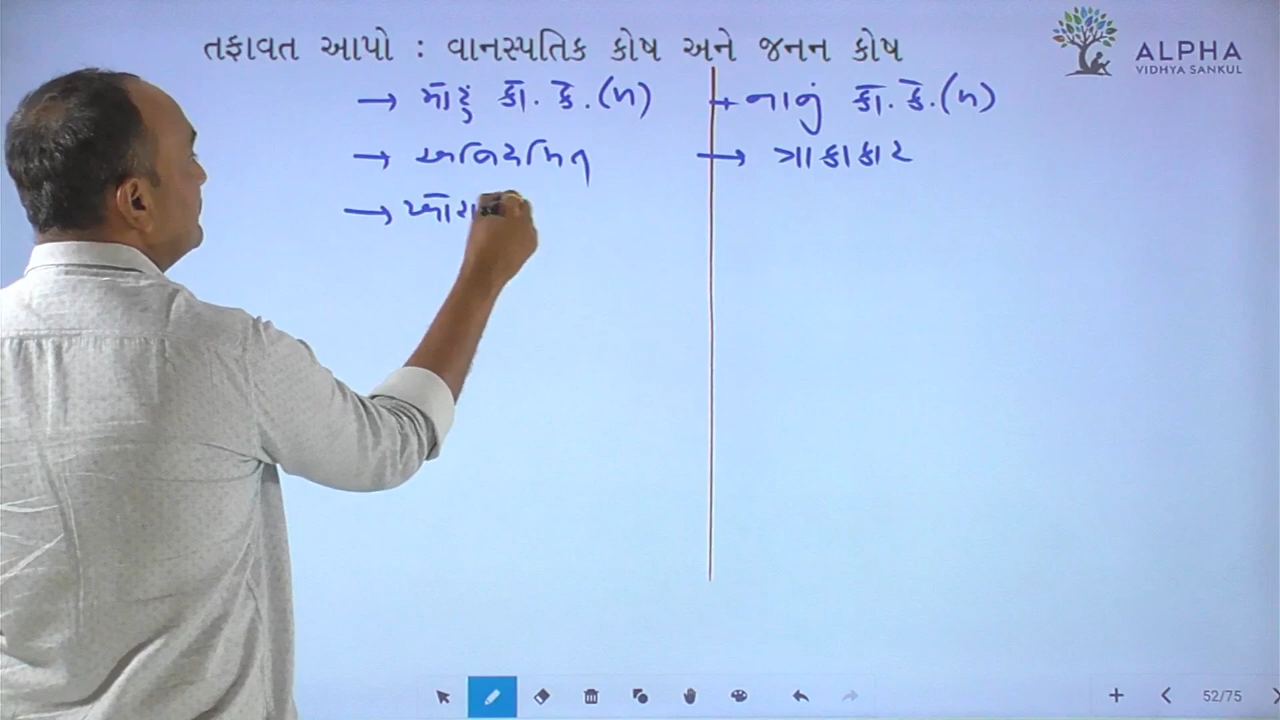 તફાવત આપો : વાનસ્પતિક કોષ અને જનન કોષ
ALPHA
VIDHYA SANKUL
→ મોટું કો. કે. (n)
→ નાનું કો. કે. (n)
→ અનિયમિત
→ ત્રાકાકાર
52/75